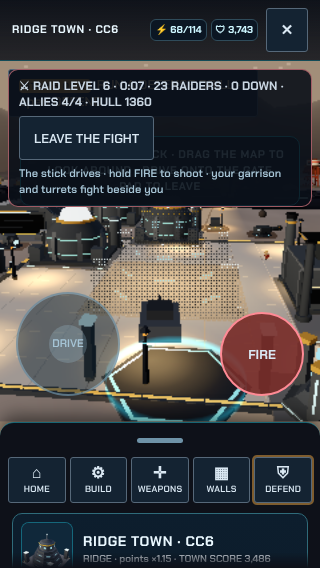 RIDGE TOWN · CC6
⚡ 68/114
3,743
✕
⚔ RAID LEVEL 6 · 0:07 · 23 RAIDERS · 0 DOWN ·
ALLIES 4/4 · HULL 1360
LEAVE THE FIGHT
The stick drives · hold FIRE to shoot · your garrison
and turrets fight beside you
DRIVE
FIRE
HOME
BUILD
WEAPONS
WALLS
DEFEND
RIDGE TOWN · CC6
RIDGE · points ×1.15 · TOWN SCORE 3,486